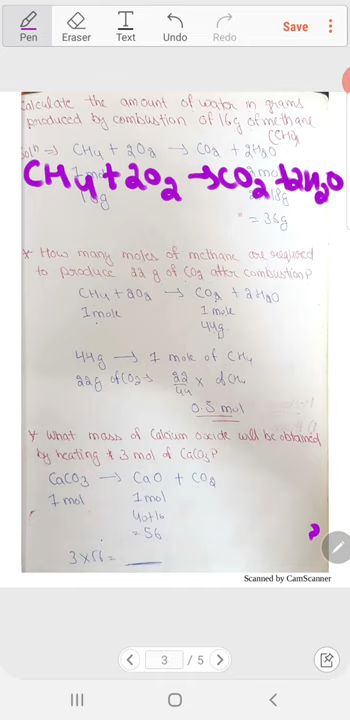 Pen
Eraser
Text
Undo
Redo
Save
Calculate the amount of water in grams
produced by combustion of 16g of methane
(CH4)
Solⁿ ⇒ CH4 + 2O2 → CO2 + 2H2O
CH4+2O2→CO2+2H2O
= 36g
* How many moles of methane are required
to produce 22 g of CO2 after combustion?
CH4 + 2O2 → CO2 + 2H2O
1 mole 1 mole
44g
44g → 1 mole of CH4
22g of CO2 → 22/44 × of CH4
0.5 mol
* What mass of Calcium Oxide will be obtained
by heating 3 mol of CaCO3?
CaCO3 → CaO + CO2
1 mol 1 mol
40+16
= 56
3×56 =
Scanned by CamScanner
3 / 5